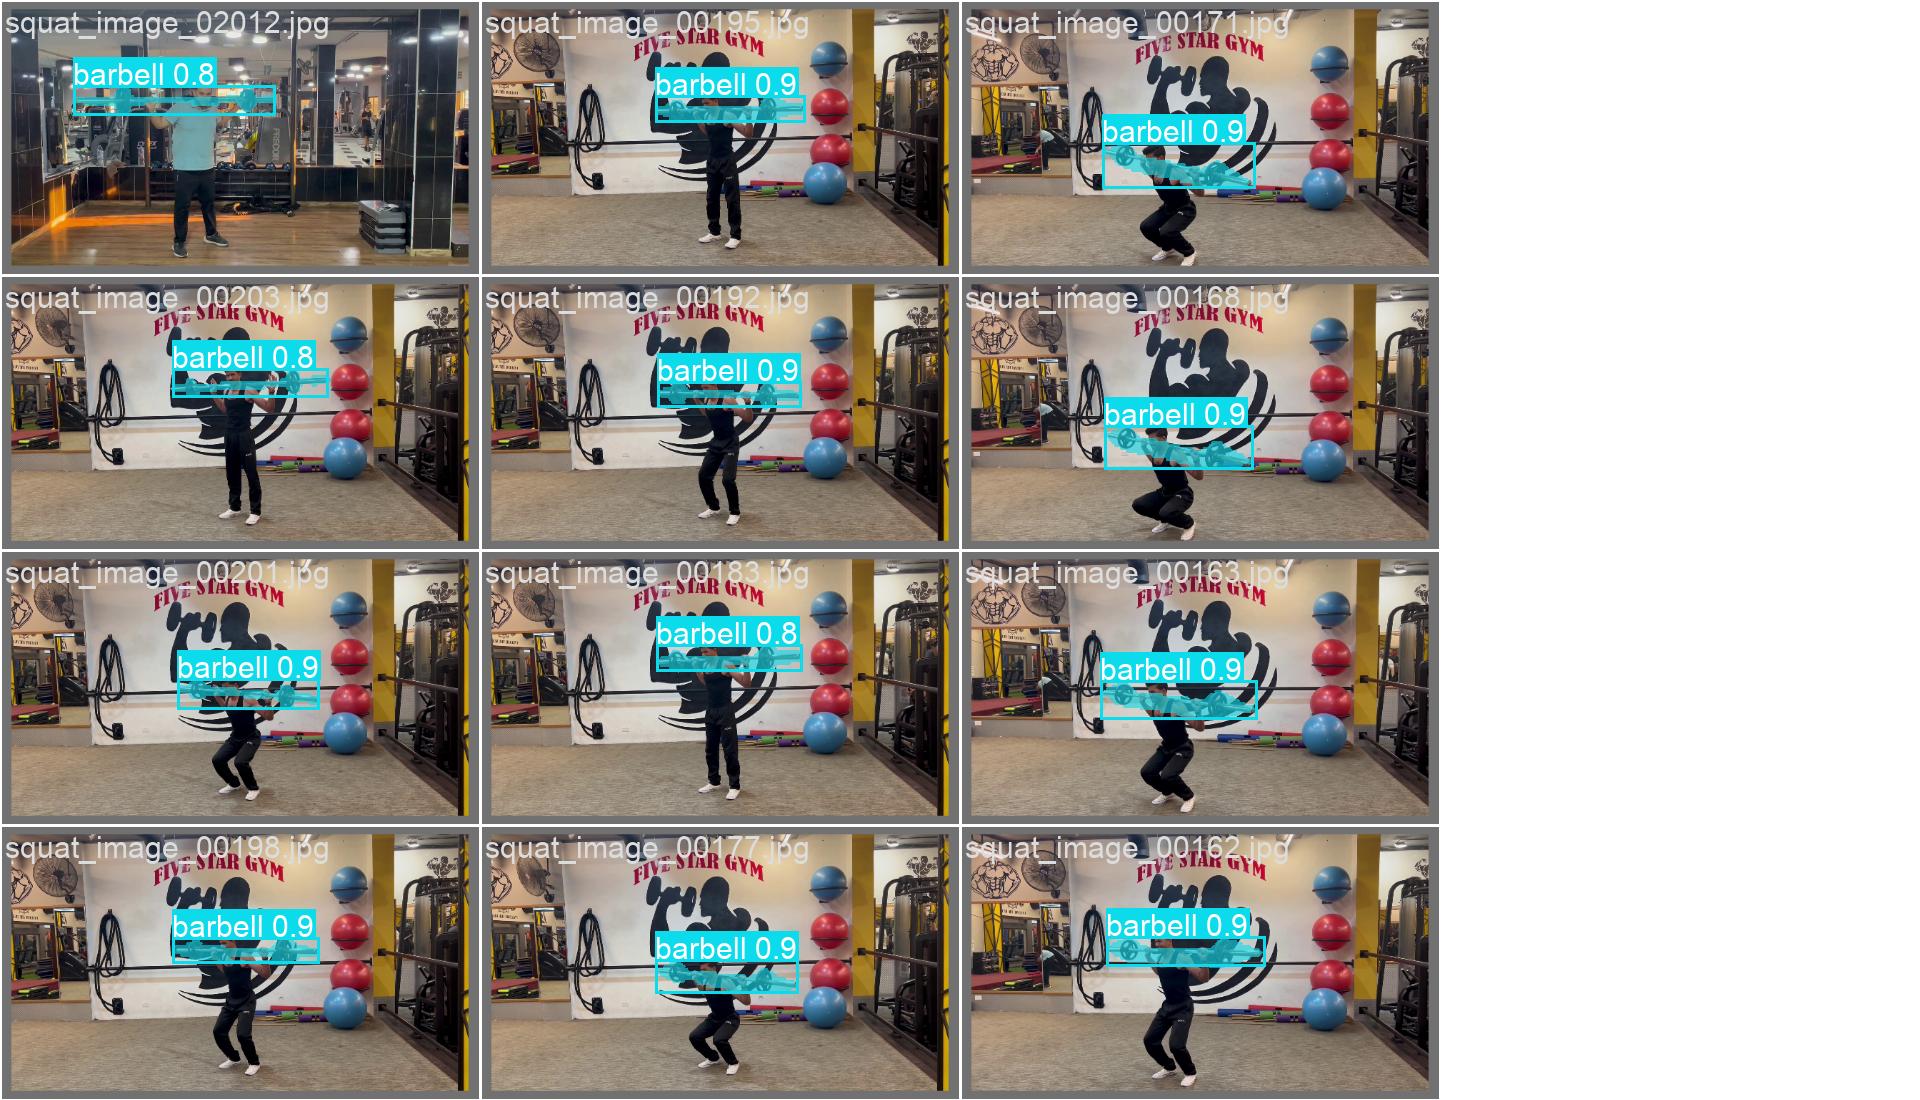 squat_image_02012.jpg
barbell 0.8
squat_image_00195.jpg
FIVE STAR GYM
barbell 0.9
squat_image_00171.jpg
FIVE STAR GYM
barbell 0.9
squat_image_00203.jpg
FIVE STAR GYM
barbell 0.8
squat_image_00192.jpg
FIVE STAR GYM
barbell 0.9
squat_image_00168.jpg
FIVE STAR GYM
barbell 0.9
squat_image_00201.jpg
FIVE STAR GYM
barbell 0.9
squat_image_00183.jpg
FIVE STAR GYM
barbell 0.8
squat_image_00163.jpg
FIVE STAR GYM
barbell 0.9
squat_image_00198.jpg
FIVE STAR GYM
barbell 0.9
squat_image_00177.jpg
FIVE STAR GYM
barbell 0.9
squat_image_00162.jpg
FIVE STAR GYM
barbell 0.9